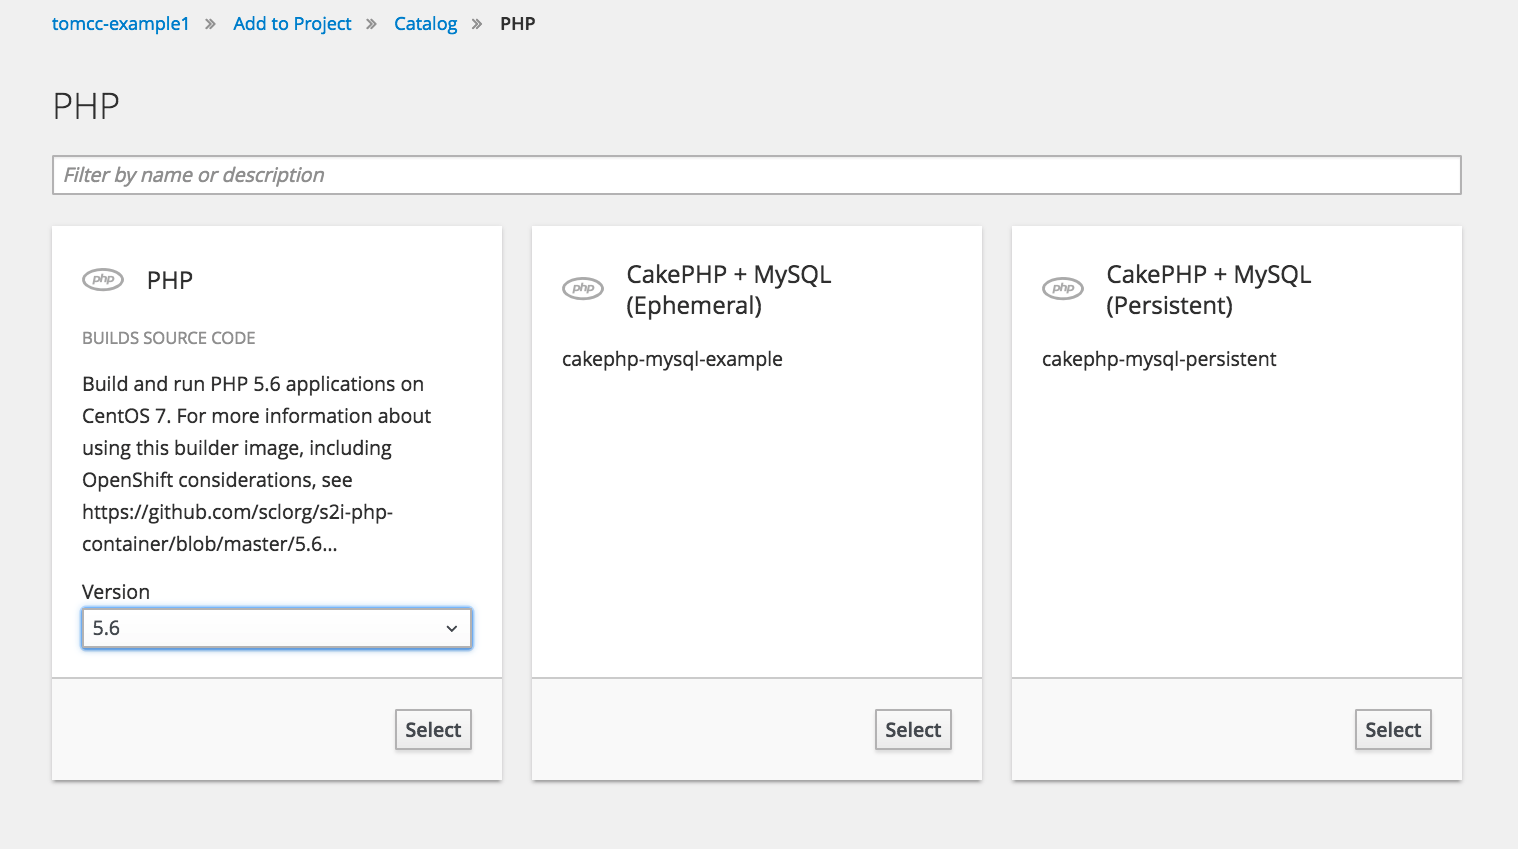 tomcc-example1 » Add to Project » Catalog » PHP
PHP
Filter by name or description
php PHP
BUILDS SOURCE CODE
Build and run PHP 5.6 applications on
CentOS 7. For more information about
using this builder image, including
OpenShift considerations, see
https://github.com/sclorg/s2i-php-
container/blob/master/5.6...
Version
5.6
Select
php CakePHP + MySQL
(Ephemeral)
cakephp-mysql-example
Select
php CakePHP + MySQL
(Persistent)
cakephp-mysql-persistent
Select